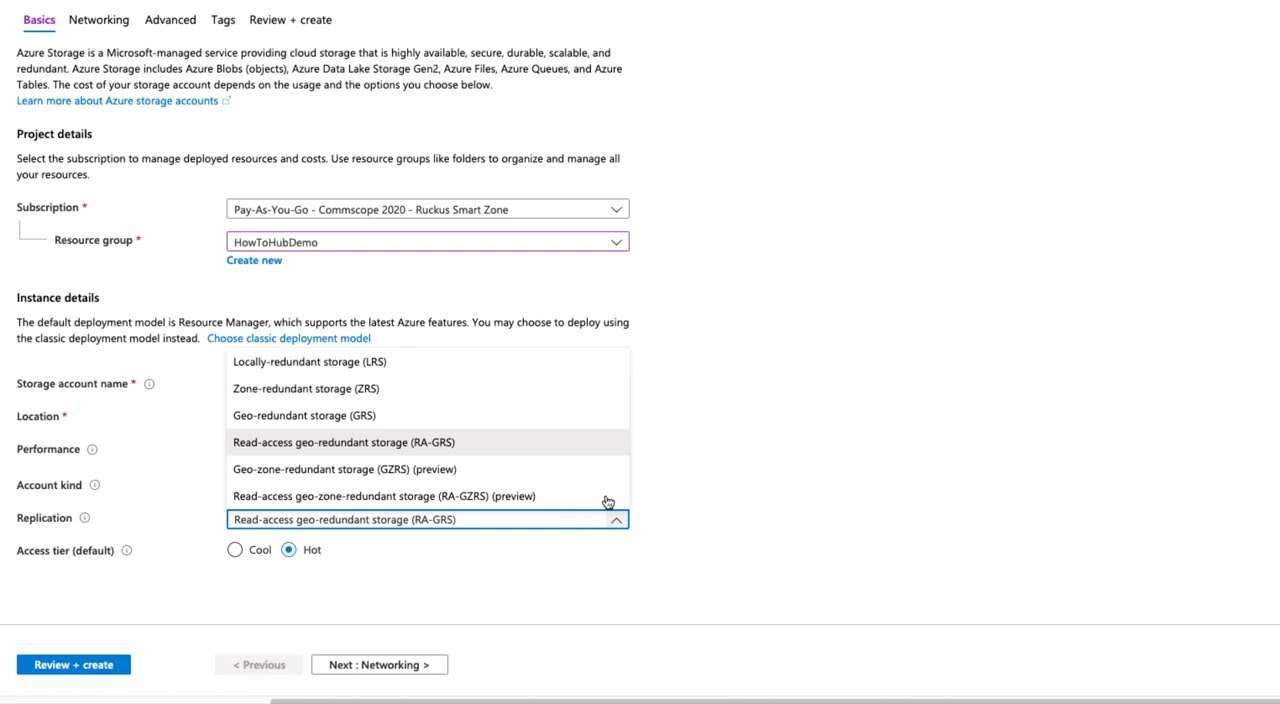 Basics Networking Advanced Tags Review + create
Azure Storage is a Microsoft-managed service providing cloud storage that is highly available, secure, durable, scalable, and
redundant. Azure Storage includes Azure Blobs (objects), Azure Data Lake Storage Gen2, Azure Files, Azure Queues, and Azure
Tables. The cost of your storage account depends on the usage and the options you choose below.
Learn more about Azure storage accounts
Project details
Select the subscription to manage deployed resources and costs. Use resource groups like folders to organize and manage all
your resources.
Subscription *
Pay-As-You-Go - Commscope 2020 - Ruckus Smart Zone
Resource group *
HowToHubDemo
Create new
Instance details
The default deployment model is Resource Manager, which supports the latest Azure features. You may choose to deploy using
the classic deployment model instead. Choose classic deployment model
Locally-redundant storage (LRS)
Storage account name *
Zone-redundant storage (ZRS)
Location *
Geo-redundant storage (GRS)
Performance
Read-access geo-redundant storage (RA-GRS)
Geo-zone-redundant storage (GZRS) (preview)
Account kind
Read-access geo-zone-redundant storage (RA-GZRS) (preview)
Replication
Read-access geo-redundant storage (RA-GRS)
Access tier (default)
Cool Hot
Review + create < Previous Next : Networking >